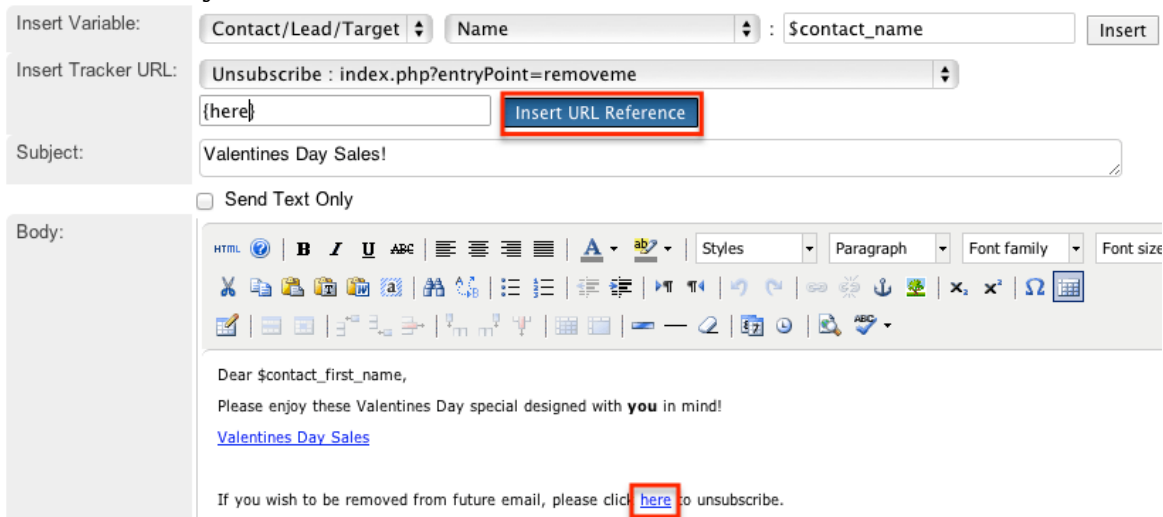 Insert Variable: Contact/Lead/Target Name : $contact_name Insert
Insert Tracker URL: Unsubscribe : index.php?entryPoint=removeme
{here} Insert URL Reference
Subject: Valentines Day Sales!
Send Text Only
Body:
HTML B I U ABC A ab Styles Paragraph Font family Font size
Dear $contact_first_name,
Please enjoy these Valentines Day special designed with you in mind!
Valentines Day Sales
If you wish to be removed from future email, please click here to unsubscribe.